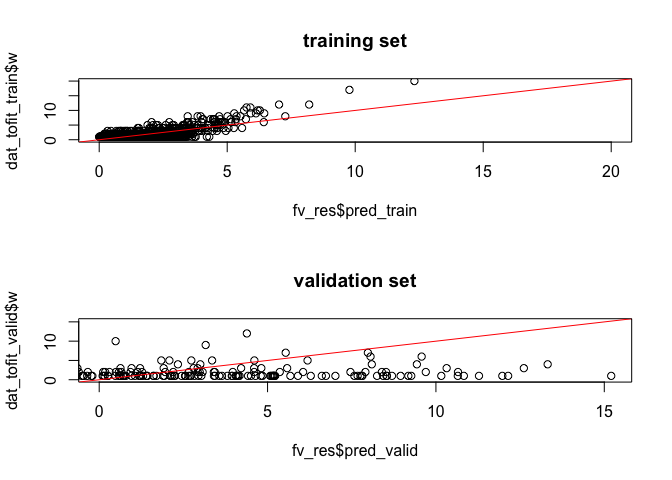 training set
dat_tofit_train$w
0 10
0 5 10 15 20
fv_res$pred_train
validation set
dat_tofit_valid$w
0 10
0 5 10 15
fv_res$pred_valid